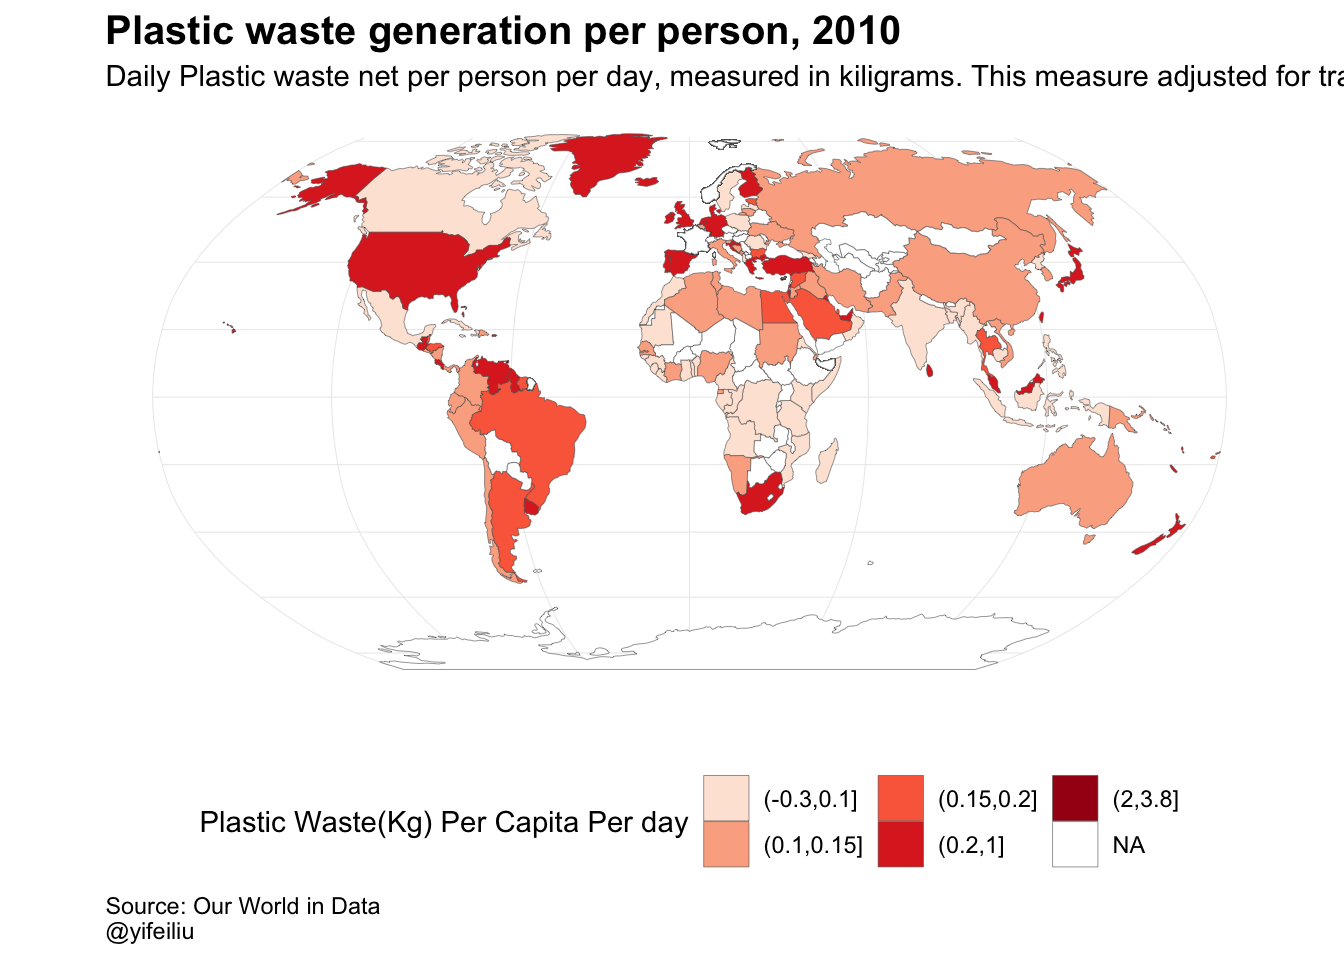 Plastic waste generation per person, 2010
Daily Plastic waste net per person per day, measured in kiligrams. This measure adjusted for
Plastic Waste(Kg) Per Capita Per day
(-0.3,0.1]
(0.1,0.15]
(0.15,0.2]
(0.2,1]
(2,3.8]
NA
Source: Our World in Data
@yifeiliu